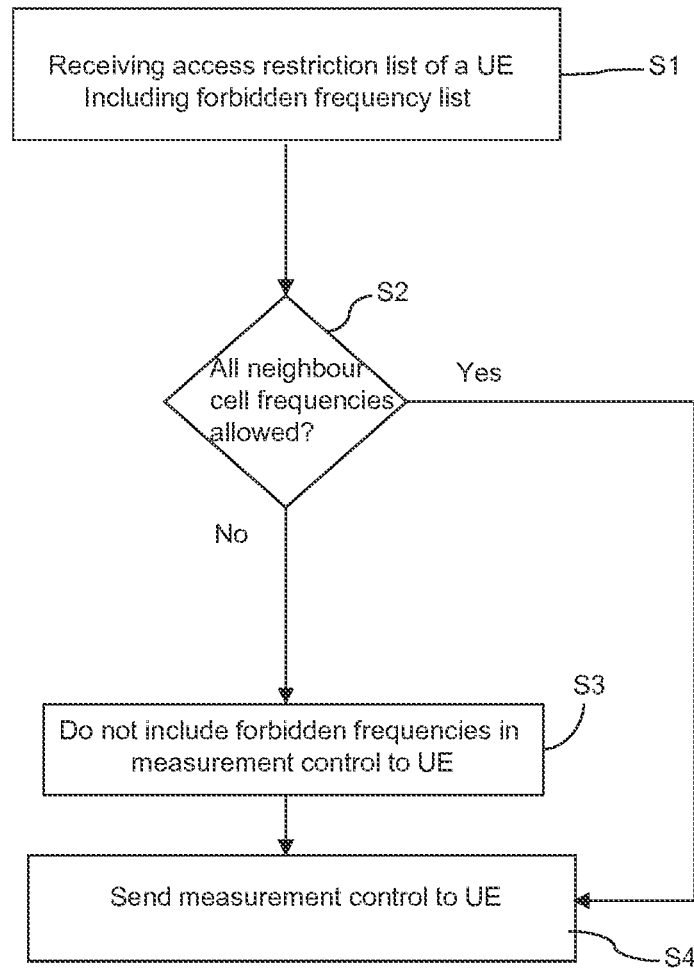 Receiving access restriction list of a UE
Including forbidden frequency list
S1
S2
All neighbour
cell frequencies
allowed?
Yes
No
S3
Do not include forbidden frequencies in
measurement control to UE
Send measurement control to UE
S4